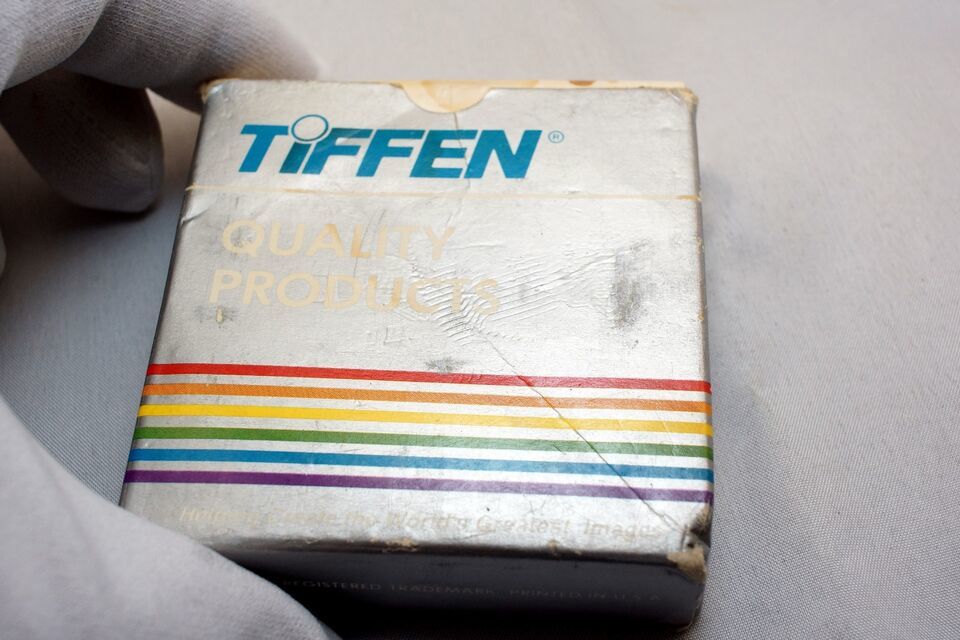 TiFFEN®
QUALITY
PRODUCTS
Helping Create the World's Greatest Images
REGISTERED TRADEMARK PRINTED IN U.S.A.